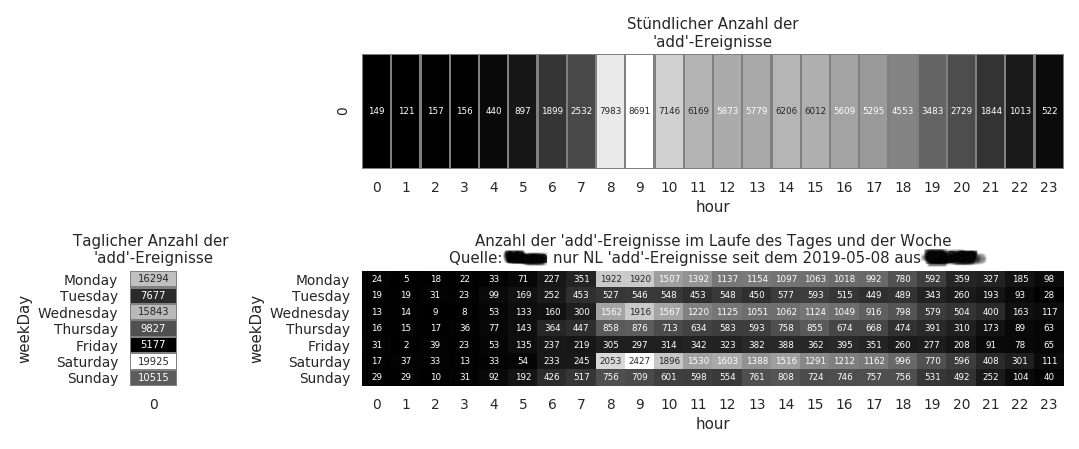 Stündlicher Anzahl der
'add'-Ereignisse
0
149 121 157 156 440 897 1899 2532 7983 8691 7146 6169 5873 5779 6206 6012 5609 5295 4553 3483 2729 1844 1013 522
0 1 2 3 4 5 6 7 8 9 10 11 12 13 14 15 16 17 18 19 20 21 22 23
hour
Taglicher Anzahl der
'add'-Ereignisse
weekDay
Monday 16294
Tuesday 7677
Wednesday 15843
Thursday 9827
Friday 5177
Saturday 19925
Sunday 10515
0
Anzahl der 'add'-Ereignisse im Laufe des Tages und der Woche
Quelle: nur NL 'add'-Ereignisse seit dem 2019-05-08 aus
weekDay
Monday 24 5 18 22 33 71 227 351 1922 1920 1507 1392 1137 1154 1097 1063 1018 992 780 592 359 327 185 98
Tuesday 19 19 31 23 99 169 252 453 527 546 548 453 548 450 577 593 515 449 489 343 260 193 93 28
Wednesday 13 14 9 8 53 133 160 300 1562 1916 1567 1220 1125 1051 1062 1124 1049 916 798 579 504 400 163 117
Thursday 16 15 17 36 77 143 364 447 858 876 713 634 583 593 758 855 674 668 474 391 310 173 89 63
Friday 31 2 39 23 53 135 237 219 305 297 314 342 323 382 388 362 395 351 260 277 208 91 78 65
Saturday 17 37 33 13 33 54 233 245 2053 2427 1896 1530 1603 1388 1516 1291 1212 1162 996 770 596 408 301 111
Sunday 29 29 10 31 92 192 426 517 756 709 601 598 554 761 808 724 746 757 756 531 492 252 104 40
0 1 2 3 4 5 6 7 8 9 10 11 12 13 14 15 16 17 18 19 20 21 22 23
hour